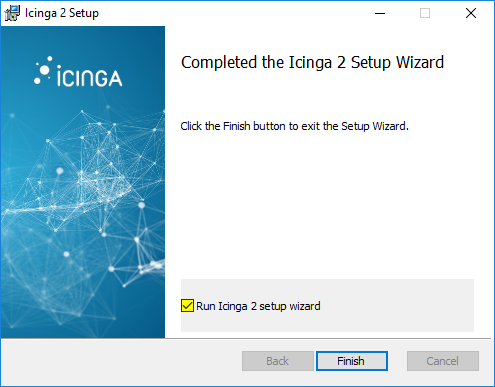 Icinga 2 Setup
iCINGA
Completed the Icinga 2 Setup Wizard
Click the Finish button to exit the Setup Wizard.
Run Icinga 2 setup wizard
Back
Finish
Cancel